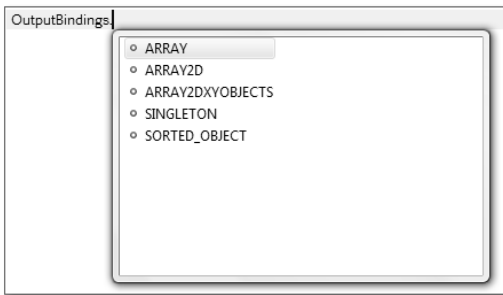 OutputBindings.
ARRAY
ARRAY2D
ARRAY2DXYOBJECTS
SINGLETON
SORTED_OBJECT